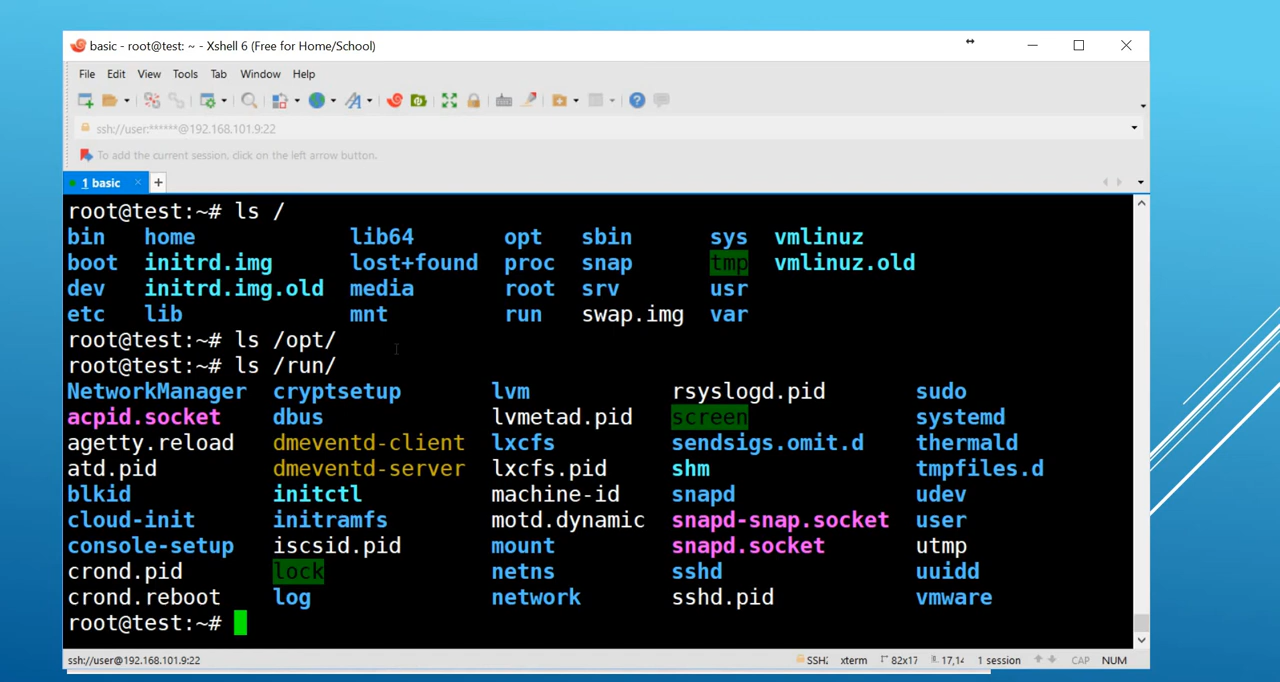 basic - root@test: ~ - Xshell 6 (Free for Home/School)
File Edit View Tools Tab Window Help
ssh://user:******@192.168.101.9:22
To add the current session, click on the left arrow button.
1 basic
root@test:~# ls /
bin home lib64 opt sbin sys vmlinuz
boot initrd.img lost+found proc snap tmp vmlinuz.old
dev initrd.img.old media root srv usr
etc lib mnt run swap.img var
root@test:~# ls /opt/
root@test:~# ls /run/
NetworkManager cryptsetup lvm rsyslogd.pid sudo
acpid.socket dbus lvmetad.pid screen systemd
agetty.reload dmeventd-client lxcfs sendsigs.omit.d thermald
atd.pid dmeventd-server lxcfs.pid shm tmpfiles.d
blkid initctl machine-id snapd udev
cloud-init initramfs motd.dynamic snapd-snap.socket user
console-setup iscsid.pid mount snapd.socket utmp
crond.pid lock netns sshd uuidd
crond.reboot log network sshd.pid vmware
root@test:~#
ssh://user@192.168.101.9:22 SSH2 xterm 82x17 17,14 1 session CAP NUM